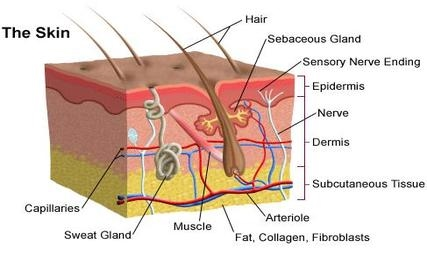 The Skin
Hair
Sebaceous Gland
Sensory Nerve Ending
Epidermis
Nerve
Dermis
Subcutaneous Tissue
Capillaries
Sweat Gland
Muscle
Arteriole
Fat, Collagen, Fibroblasts